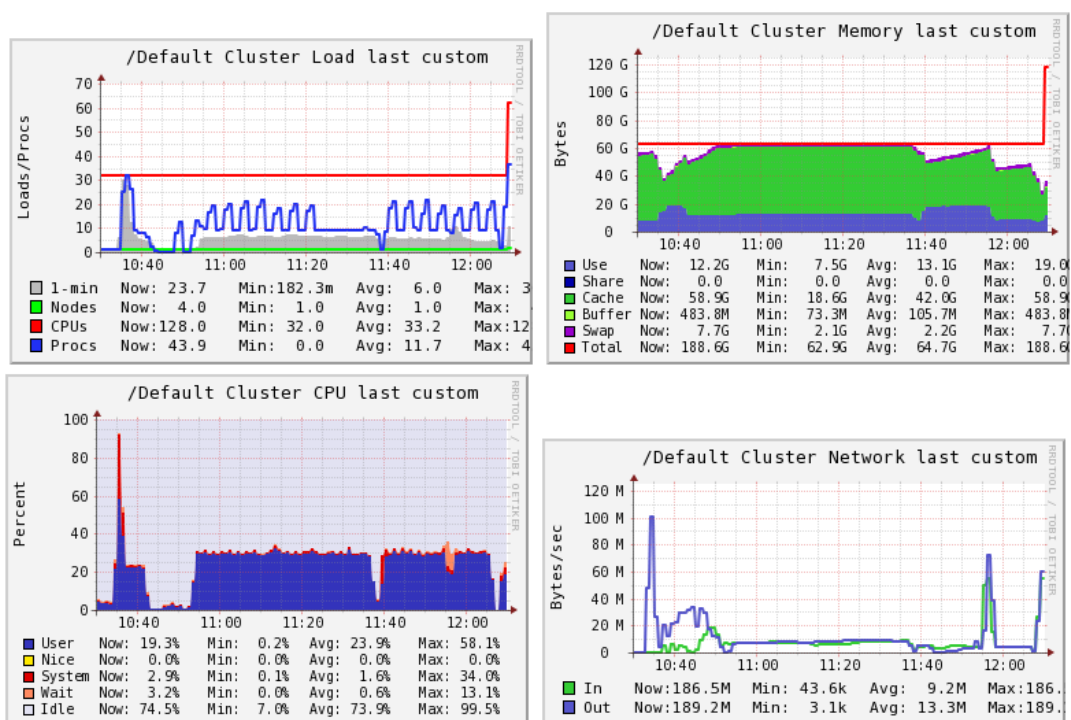 /Default Cluster Load last custom
RRDTOOL / TOBI OETIKER
Loads/Procs
70
60
50
40
30
20
10
0
10:40 11:00 11:20 11:40 12:00
1-min Now: 23.7 Min:182.3m Avg: 6.0 Max: 3
Nodes Now: 4.0 Min: 1.0 Avg: 1.0 Max:
CPUs Now:128.0 Min: 32.0 Avg: 33.2 Max:12
Procs Now: 43.9 Min: 0.0 Avg: 11.7 Max: 4
/Default Cluster Memory last custom
RRDTOOL / TOBI OETIKER
Bytes
120 G
100 G
80 G
60 G
40 G
20 G
0
10:40 11:00 11:20 11:40 12:00
Use Now: 12.2G Min: 7.5G Avg: 13.1G Max: 19.0
Share Now: 0.0 Min: 0.0 Avg: 0.0 Max: 0.0
Cache Now: 58.9G Min: 18.6G Avg: 42.0G Max: 58.9
Buffer Now:483.8M Min: 73.3M Avg:105.7M Max:483.8
Swap Now: 7.7G Min: 2.1G Avg: 2.2G Max: 7.7
Total Now:188.6G Min: 62.9G Avg: 64.7G Max:188.6
/Default Cluster CPU last custom
RRDTOOL / TOBI OETIKER
Percent
100
80
60
40
20
0
10:40 11:00 11:20 11:40 12:00
User Now: 19.3% Min: 0.2% Avg: 23.9% Max: 58.1%
Nice Now: 0.0% Min: 0.0% Avg: 0.0% Max: 0.0%
System Now: 2.9% Min: 0.1% Avg: 1.6% Max: 34.0%
Wait Now: 3.2% Min: 0.0% Avg: 0.6% Max: 13.1%
Idle Now: 74.5% Min: 7.0% Avg: 73.9% Max: 99.5%
/Default Cluster Network last custom
RRDTOOL / TOBI OETIKER
Bytes/sec
120 M
100 M
80 M
60 M
40 M
20 M
0
10:40 11:00 11:20 11:40 12:00
In Now:186.5M Min: 43.6k Avg: 9.2M Max:186.
Out Now:189.2M Min: 3.1k Avg: 13.3M Max:189.